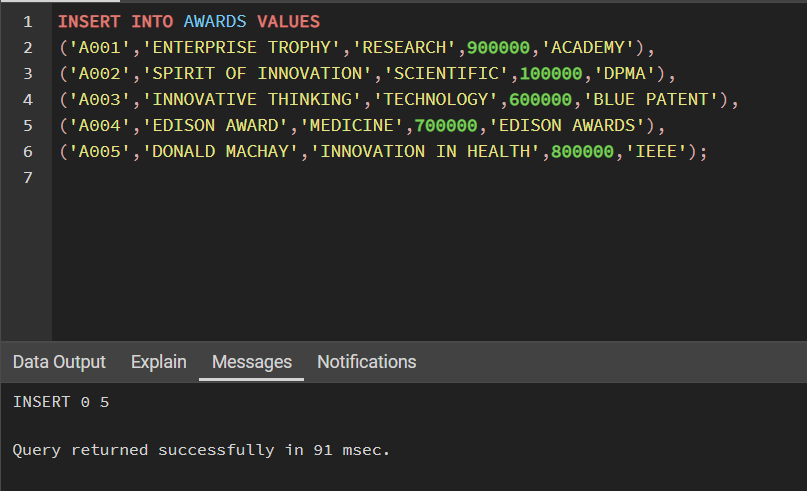 1 INSERT INTO AWARDS VALUES
2 ('A001','ENTERPRISE TROPHY','RESEARCH',900000,'ACADEMY'),
3 ('A002','SPIRIT OF INNOVATION','SCIENTIFIC',100000,'DPMA'),
4 ('A003','INNOVATIVE THINKING','TECHNOLOGY',600000,'BLUE PATENT'),
5 ('A004','EDISON AWARD','MEDICINE',700000,'EDISON AWARDS'),
6 ('A005','DONALD MACHAY','INNOVATION IN HEALTH',800000,'IEEE');
7
Data Output Explain Messages Notifications
INSERT 0 5
Query returned successfully in 91 msec.